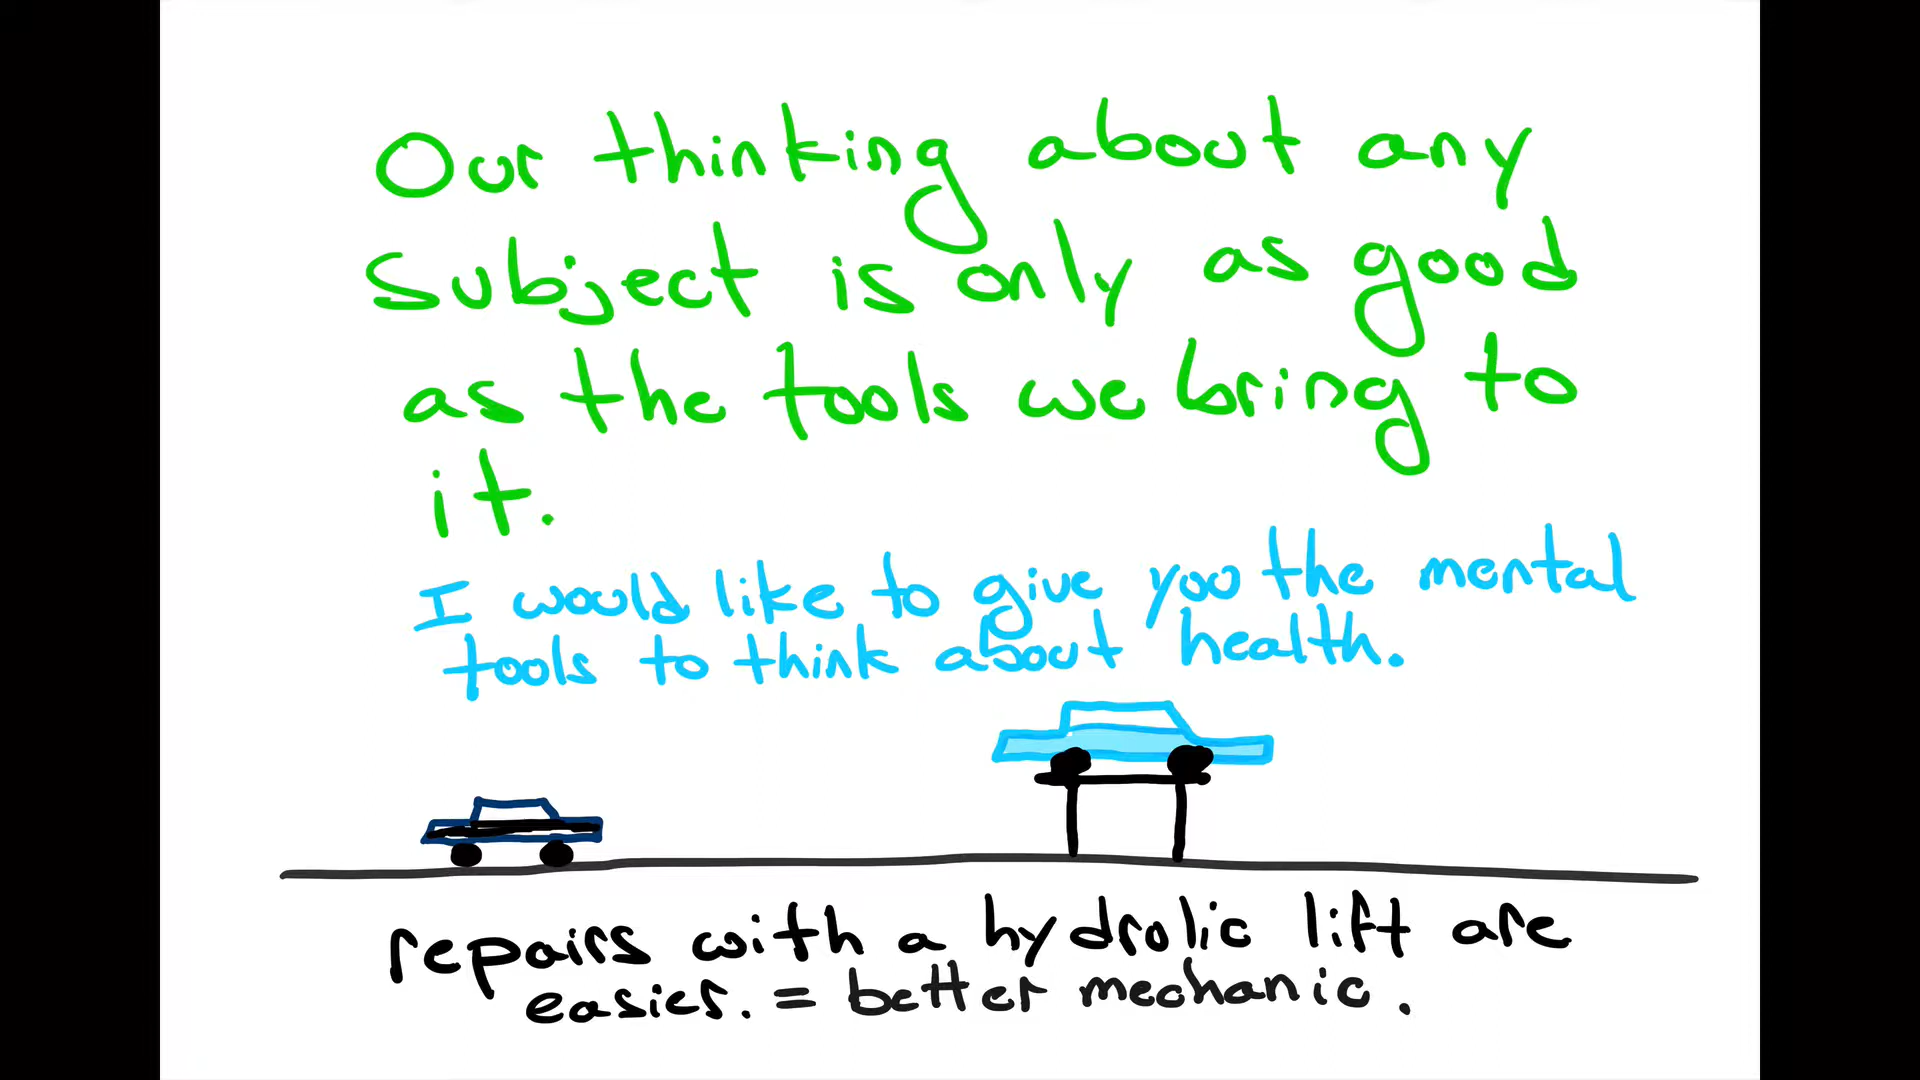 Our thinking about any
subject is only as good
as the tools we bring to
it.
I would like to give you the mental
tools to think about health.
repairs with a hydrolic lift are
easier. = better mechanic.